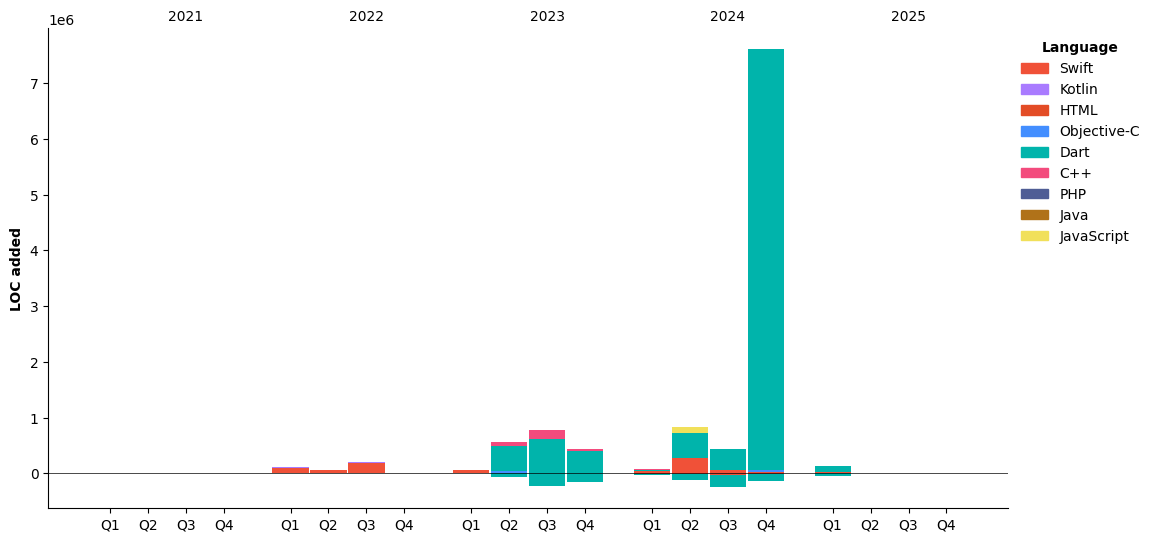 2021 2022 2023 2024 2025
1e6
Language
Swift
Kotlin
HTML
Objective-C
Dart
C++
PHP
Java
JavaScript
LOC added
7
6
5
4
3
2
1
0
Q1 Q2 Q3 Q4 Q1 Q2 Q3 Q4 Q1 Q2 Q3 Q4 Q1 Q2 Q3 Q4 Q1 Q2 Q3 Q4